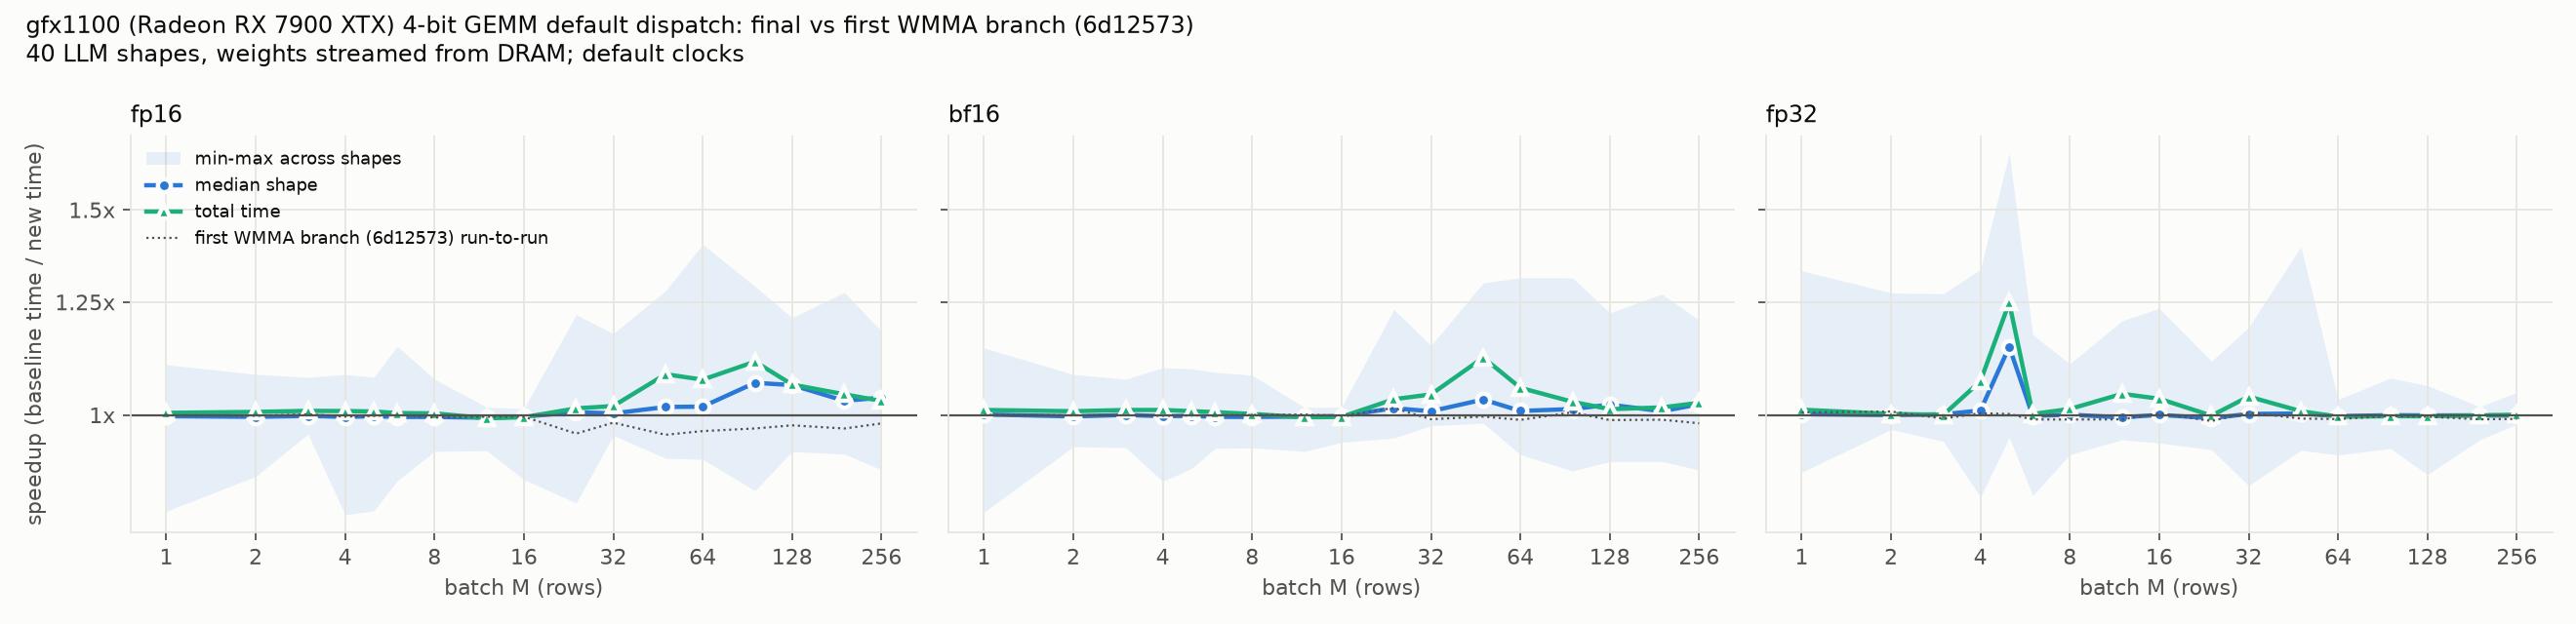 gfx1100 (Radeon RX 7900 XTX) 4-bit GEMM default dispatch: final vs first WMMA branch (6d12573)
40 LLM shapes, weights streamed from DRAM; default clocks
fp16
bf16
fp32
speedup (baseline time / new time)
min-max across shapes
median shape
total time
first WMMA branch (6d12573) run-to-run
1.5x
1.25x
1x
1 2 4 8 16 32 64 128 256
1 2 4 8 16 32 64 128 256
1 2 4 8 16 32 64 128 256
batch M (rows)
batch M (rows)
batch M (rows)